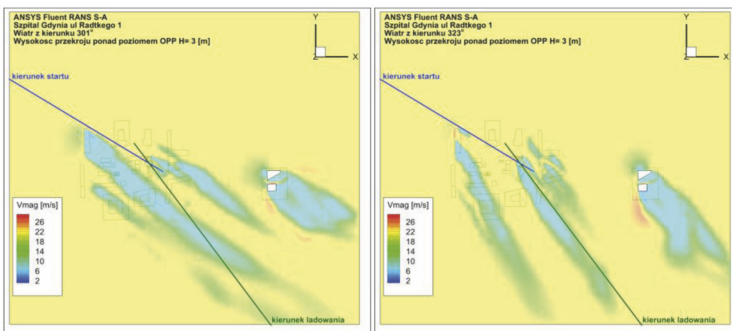 ANSYS Fluent RANS S-A
Szpital Gdynia ul Radtkego 1
Wiatr z kierunku 301°
Wysokosc przekroju ponad poziomem OPP H= 3 [m]
Y
Z
X
kierunek startu
Vmag [m/s]
26
22
18
14
10
6
2
kierunek ladowania
ANSYS Fluent RANS S-A
Szpital Gdynia ul Radtkego 1
Wiatr z kierunku 323°
Wysokosc przekroju ponad poziomem OPP H= 3 [m]
Y
Z
X
kierunek startu
Vmag [m/s]
26
22
18
14
10
6
2
kierunek ladowania